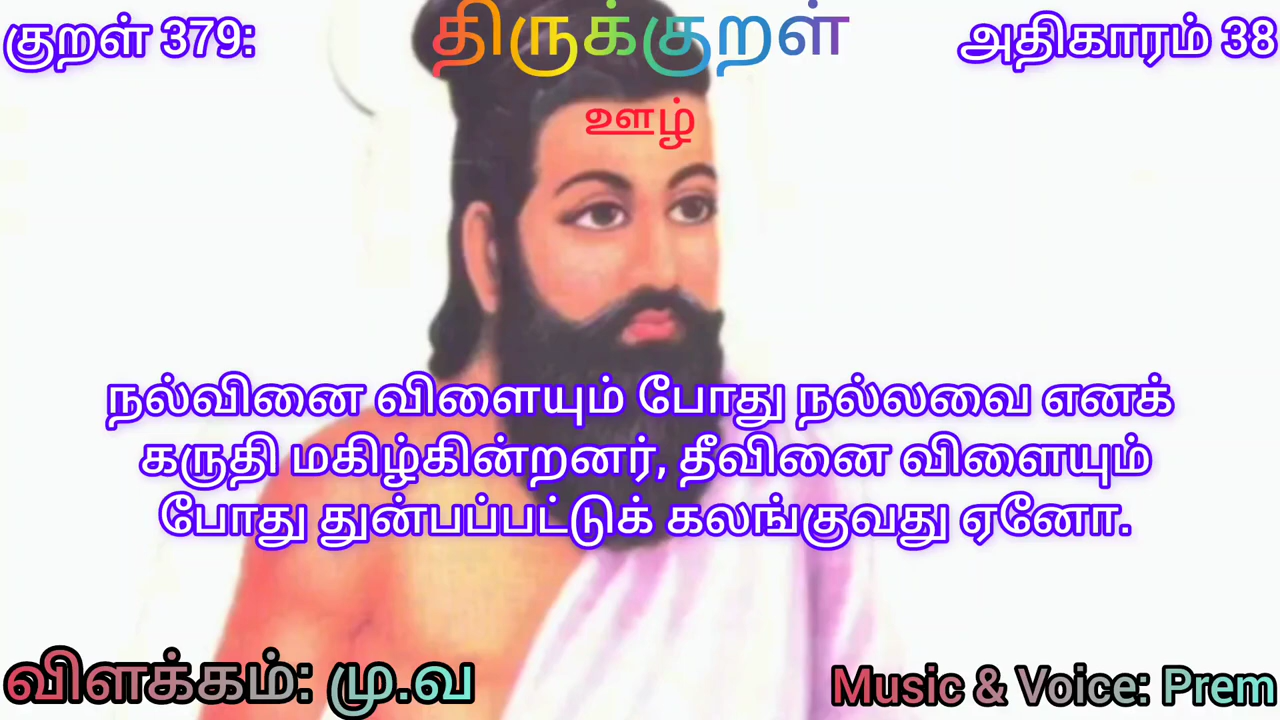 குறள் 379:
திருக்குறள்
அதிகாரம் 38
ஊழ்
நல்வினை விளையும் போது நல்லவை எனக்
கருதி மகிழ்கின்றனர், தீவினை விளையும்
போது துன்பப்பட்டுக் கலங்குவது ஏனோ.
விளக்கம்: மு.வ
Music & Voice: Prem